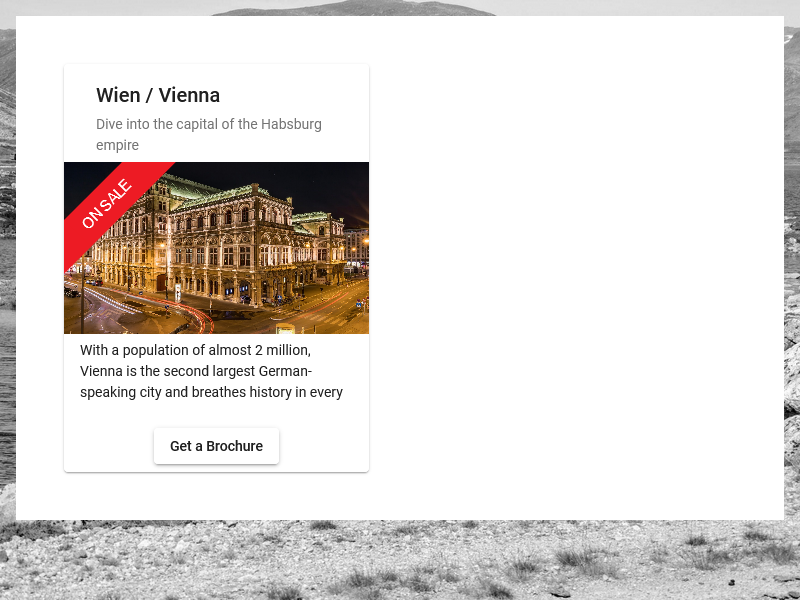 Wien / Vienna
Dive into the capital of the Habsburg
empire
ON SALE
With a population of almost 2 million,
Vienna is the second largest German-
speaking city and breathes history in every
Get a Brochure